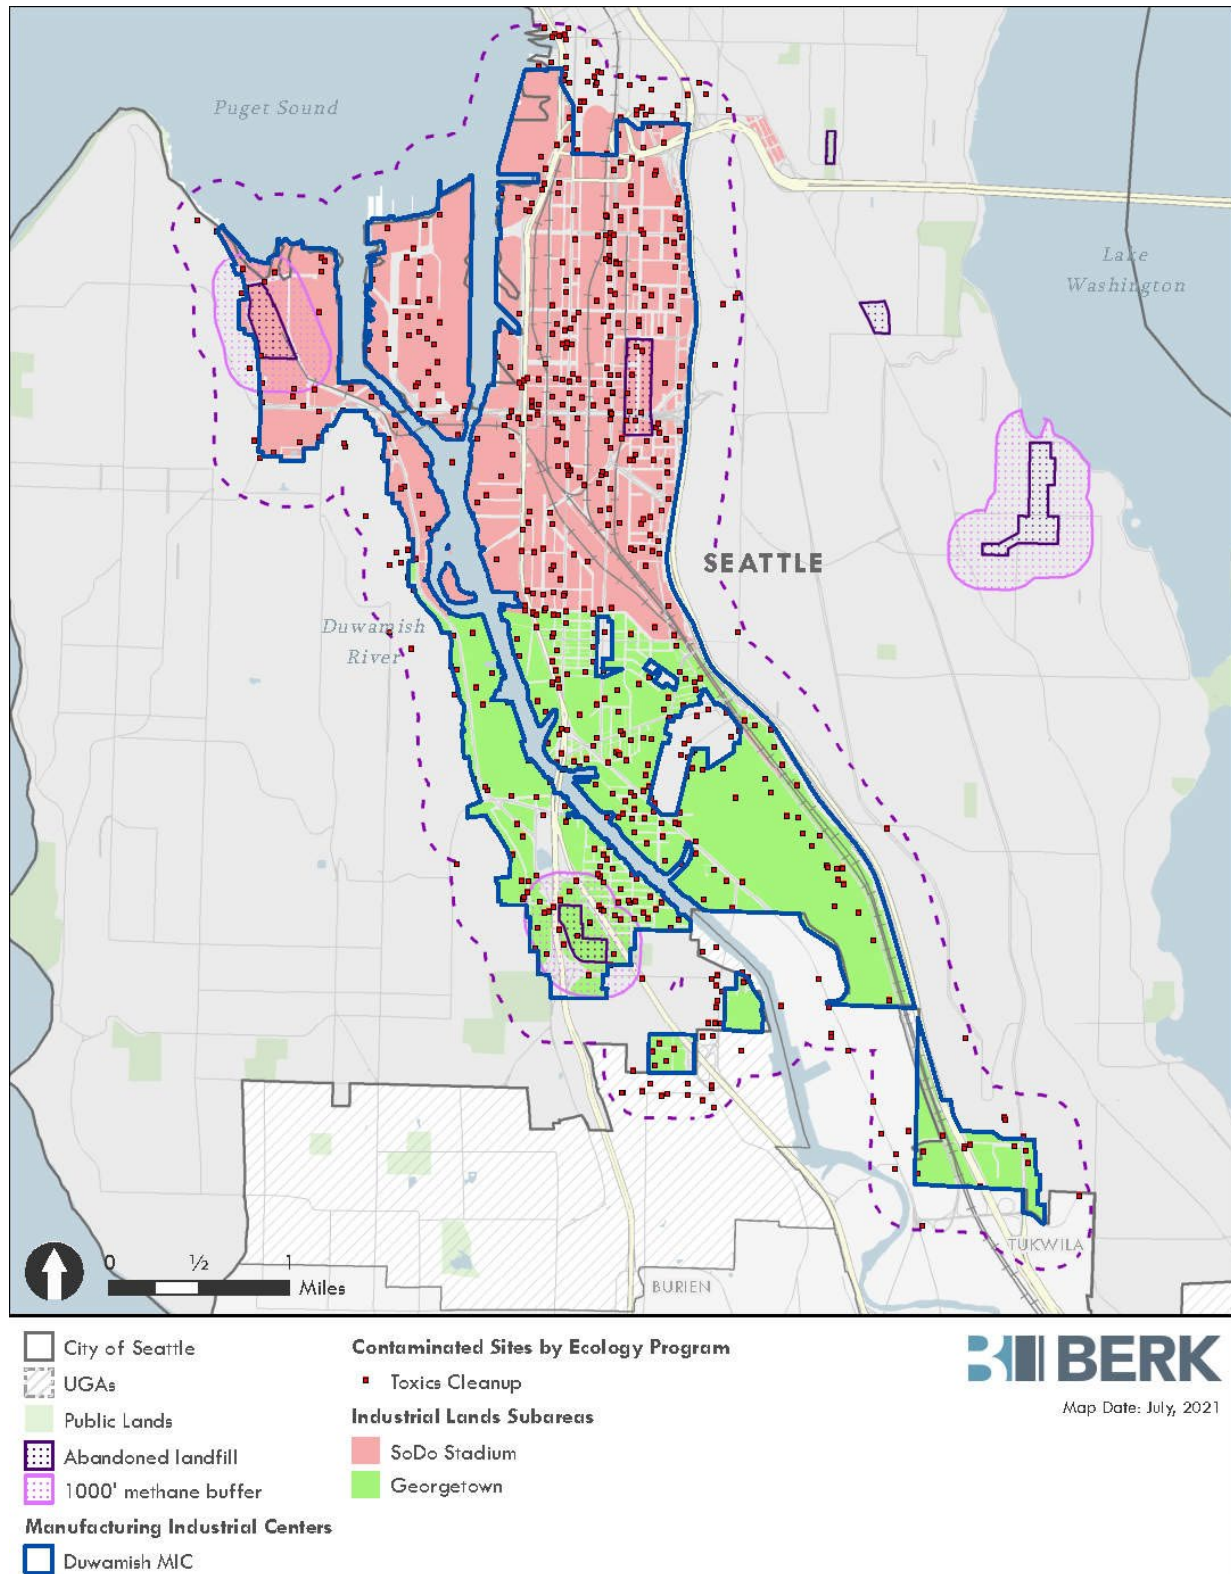 Puget Sound
Lake
Washington
SEATTLE
Duwamish
River
TUKWILA
BURIEN
0 ½ 1
Miles
City of Seattle
UGAs
Public Lands
Abandoned landfill
1000' methane buffer
Manufacturing Industrial Centers
Duwamish MIC
Contaminated Sites by Ecology Program
Toxics Cleanup
Industrial Lands Subareas
SoDo Stadium
Georgetown
BERK
Map Date: July, 2021